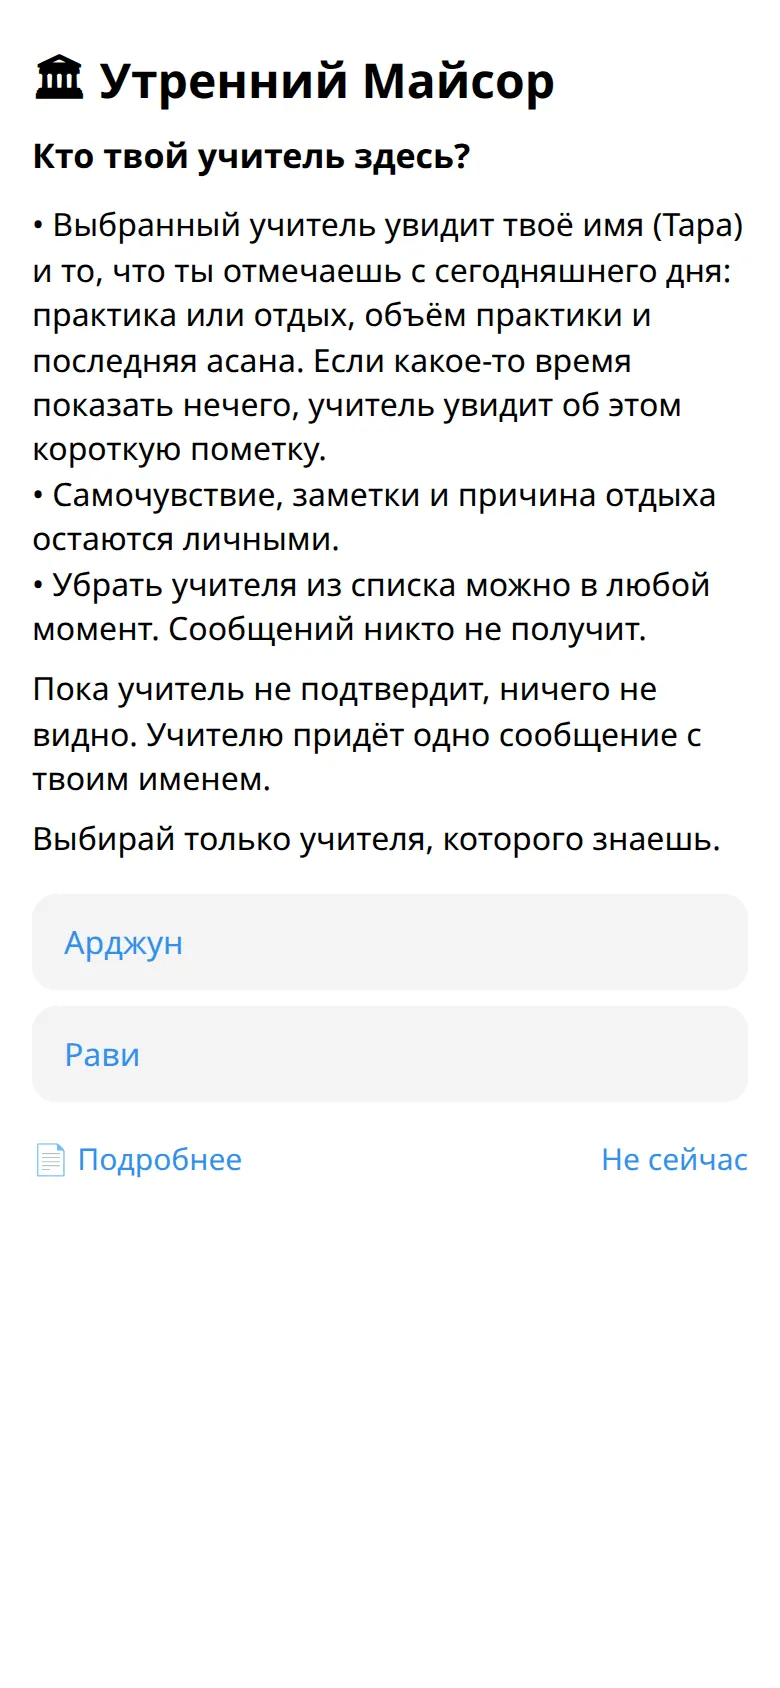 🏛 Утренний Майсор
Кто твой учитель здесь?
• Выбранный учитель увидит твоё имя (Тара)
и то, что ты отмечаешь с сегодняшнего дня:
практика или отдых, объём практики и
последняя асана. Если какое-то время
показать нечего, учитель увидит об этом
короткую пометку.
• Самочувствие, заметки и причина отдыха
остаются личными.
• Убрать учителя из списка можно в любой
момент. Сообщений никто не получит.
Пока учитель не подтвердит, ничего не
видно. Учителю придёт одно сообщение с
твоим именем.
Выбирай только учителя, которого знаешь.
Арджун
Рави
📄 Подробнее
Не сейчас